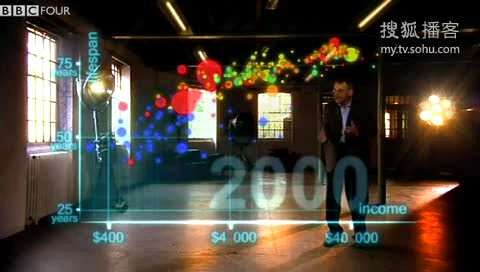 BBC FOUR
搜狐播客
my.tv.sohu.com
lifespan
75
years
50
years
25
years
2000
income
$400
$4 000
$40 000